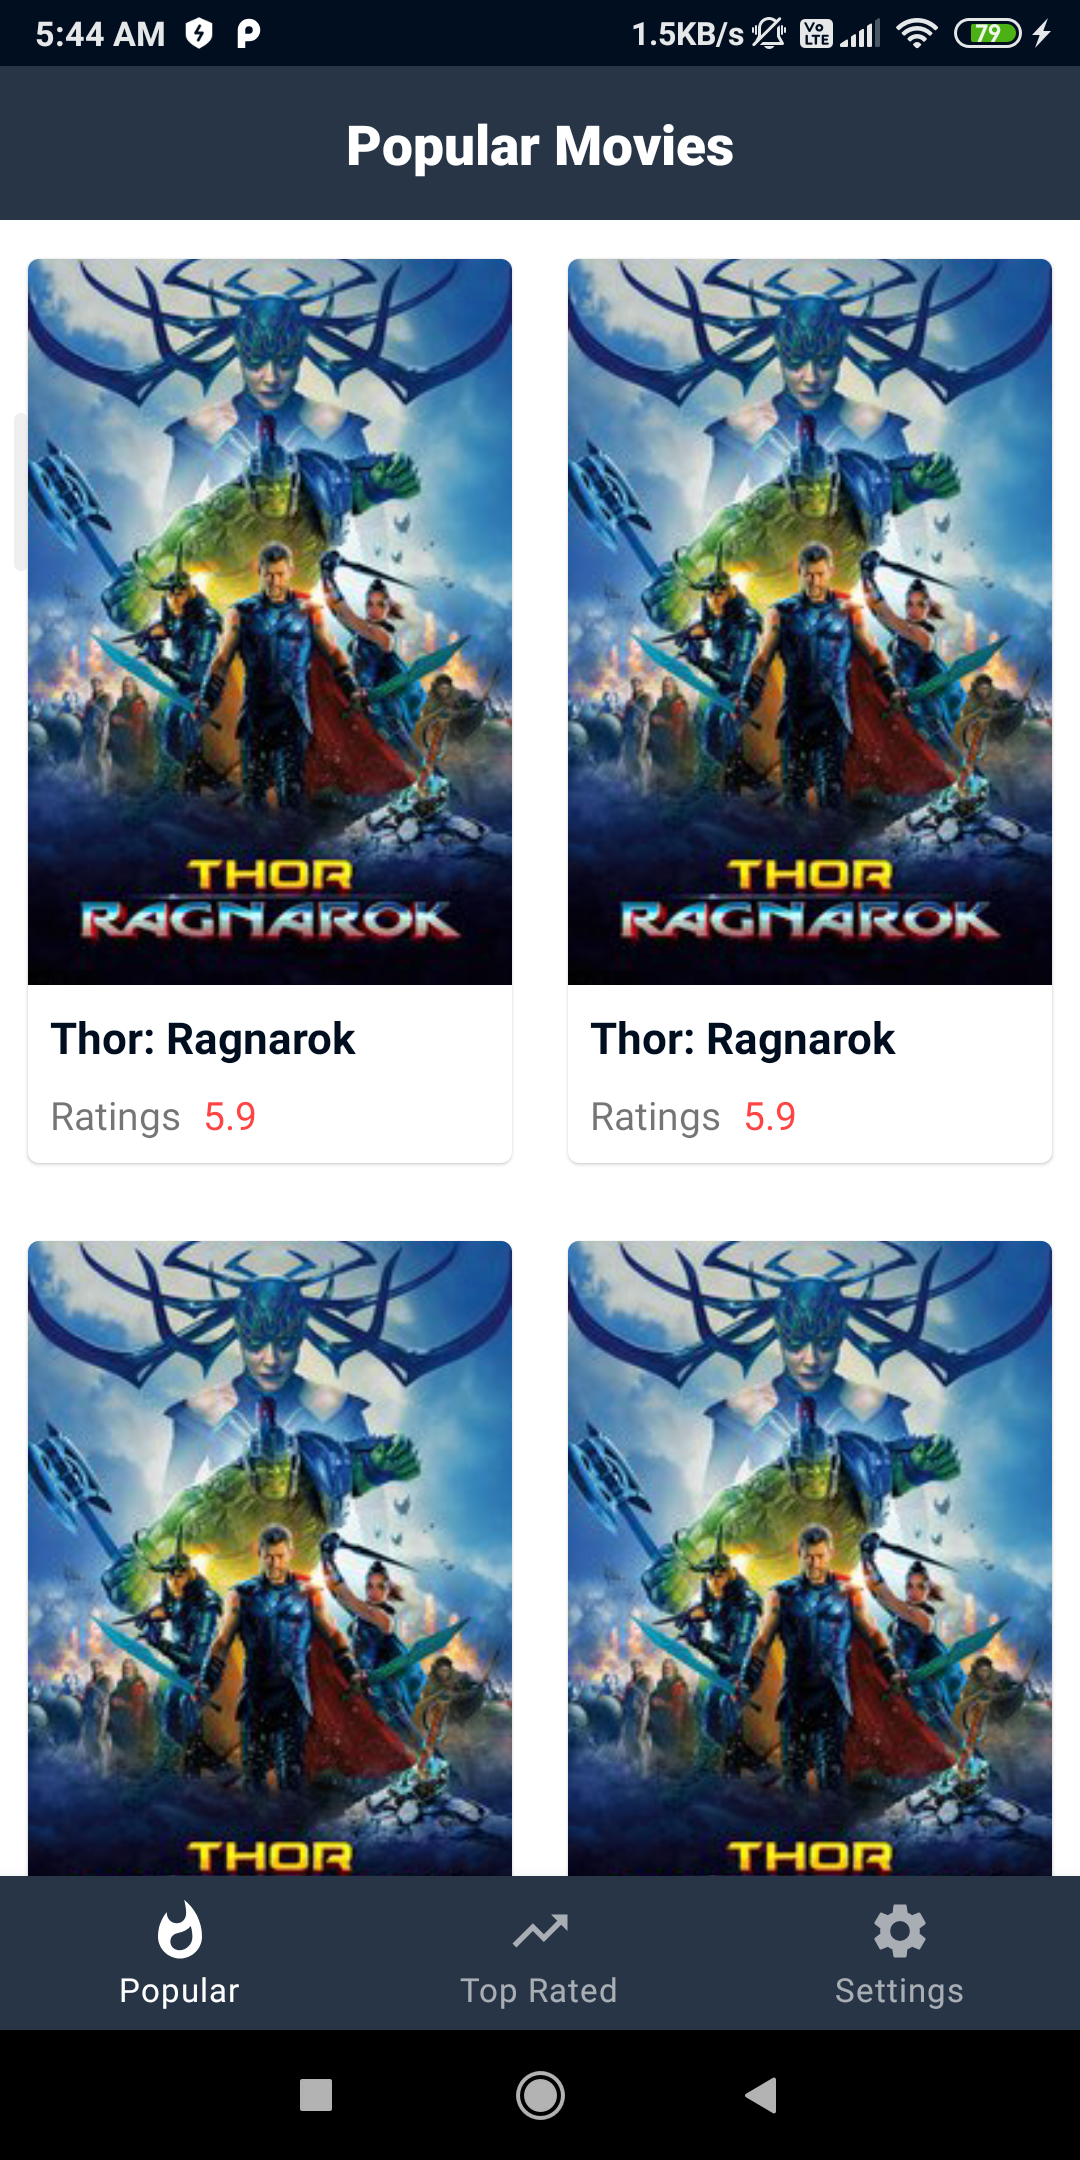 5:44 AM 1.5KB/s Vo LTE 79
Popular Movies
THOR THOR
RAGNAROK RAGNAROK
Thor: Ragnarok Thor: Ragnarok
Ratings 5.9 Ratings 5.9
THOR THOR
Popular Top Rated Settings